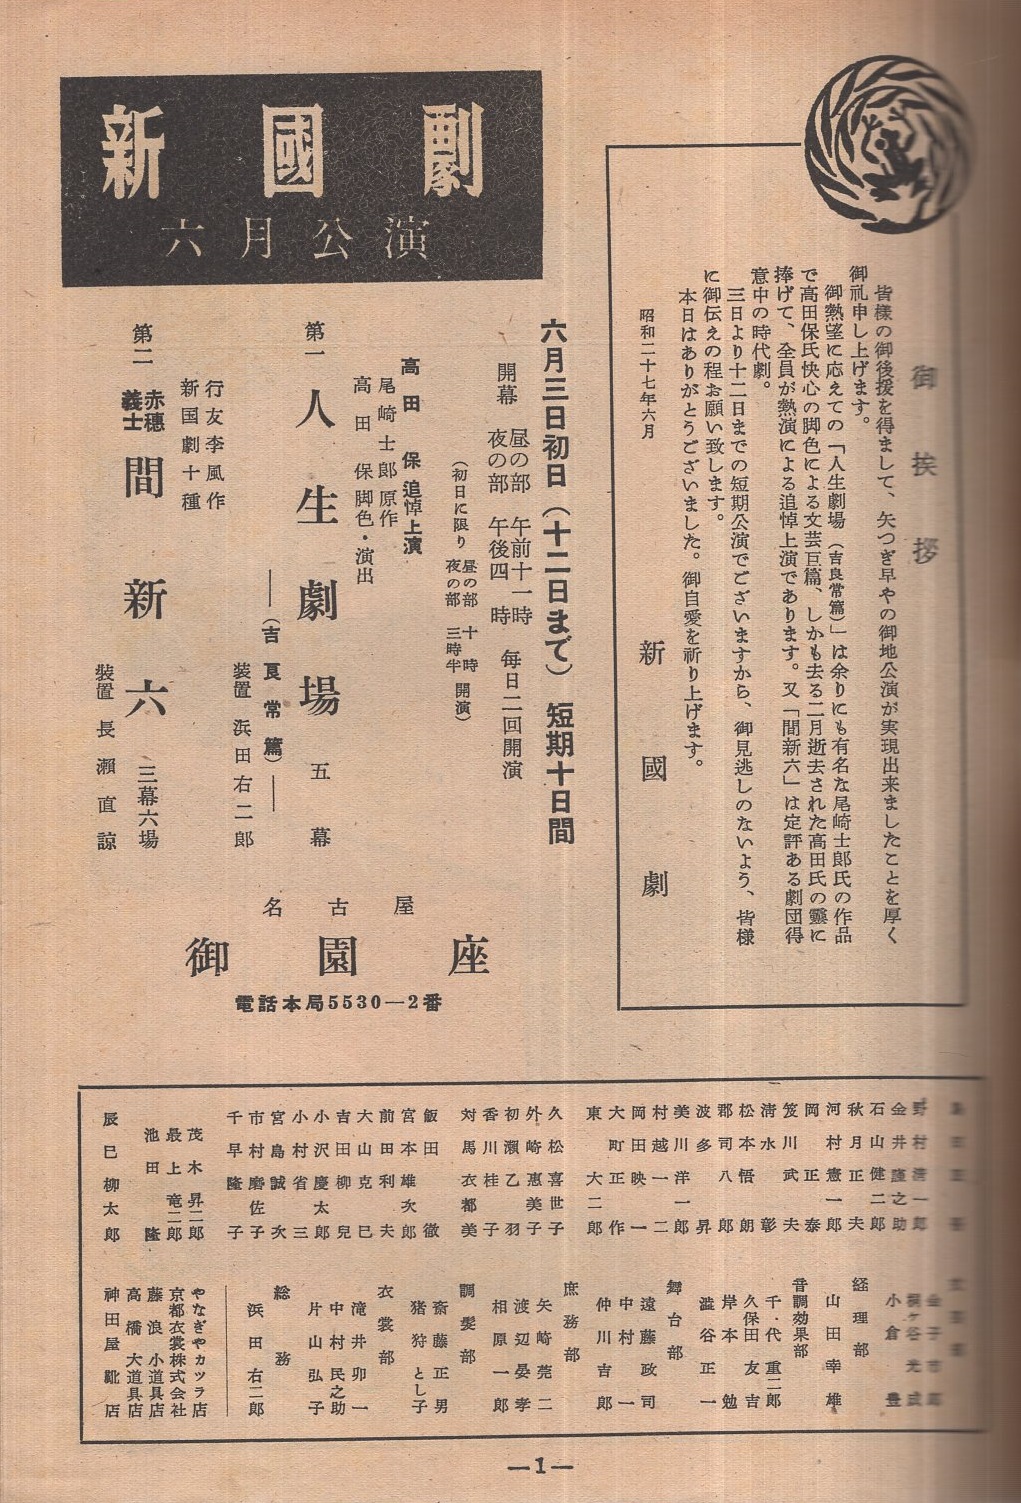 御挨拶
皆様の御後援を得まして、矢つぎ早やの御地公演が実現出来ましたことを厚く
御礼申し上げます。
御熱望に応えての「人生劇場（吉良常篇）」は余りにも有名な尾崎士郎氏の作品
で高田保氏快心の脚色による文芸巨篇、しかも去る二月逝去された高田氏の霊に
捧げて、全員が熱演による追悼上演であります。又「間新六」は定評ある劇団得
意中の時代劇。
三日より十二日までの短期公演でございますから、御見逃しのないよう、皆様
に御伝えの程お願い致します。
本日はありがとうございました。御自愛を祈り上げます。
昭和二十七年六月
新國劇
新國劇
六月公演
六月三日初日（十二日まで）短期十日間
開幕 昼の部 午前十一時 夜の部 午後四時 毎日二回開演
（初日に限り 昼の部 十時 夜の部 三時半 開演）
高田保追悼上演
尾崎士郎原作
高田保脚色・演出
第一 人生劇場 五幕
――（吉良常篇）――
装置 浜田右二郎
行友李風作
新国劇十種
第二 赤穂義士 間新六 三幕六場
装置 長瀬直諒
名古屋
御園座
電話本局5530―2番
野村清一郎
金井謹之助
石山健二郎
秋月正夫
河村憲一郎
岡正泰
笈川武夫
清水彰
松本悟朗
郡司八郎
波多昇
美川洋一郎
村越一二
岡田映一
大町正作
東大二郎
久松喜世子
外崎恵美子
初瀬乙羽
香川桂子
対馬衣都美
飯田徹
宮本雄次郎
前田利夫
大山克巳
吉田柳児
小沢慶太郎
小村省三
宮島誠次
市村磨佐子
千早隆子
茂木昇二郎
最上竜二郎
池田隆
辰巳柳太郎
金子市郎
桐ヶ谷光成
小倉豊
経理部
山田幸雄
音調効果部
千代重二郎
久保田友吉
岸本勉
澁谷正一
舞台部
遠藤政司
中村一
仲川吉郎
庶務部
矢崎尭二
渡辺晏孝
相原一郎
調髪部
斎藤正男
猪狩とし子
衣裳部
滝井卯一
中村民之助
片山弘子
総務
浜田右二郎
やなぎやカツラ店
京都衣裳株式会社
藤浪小道具店
高橋大道具店
神田屋靴店
―1―